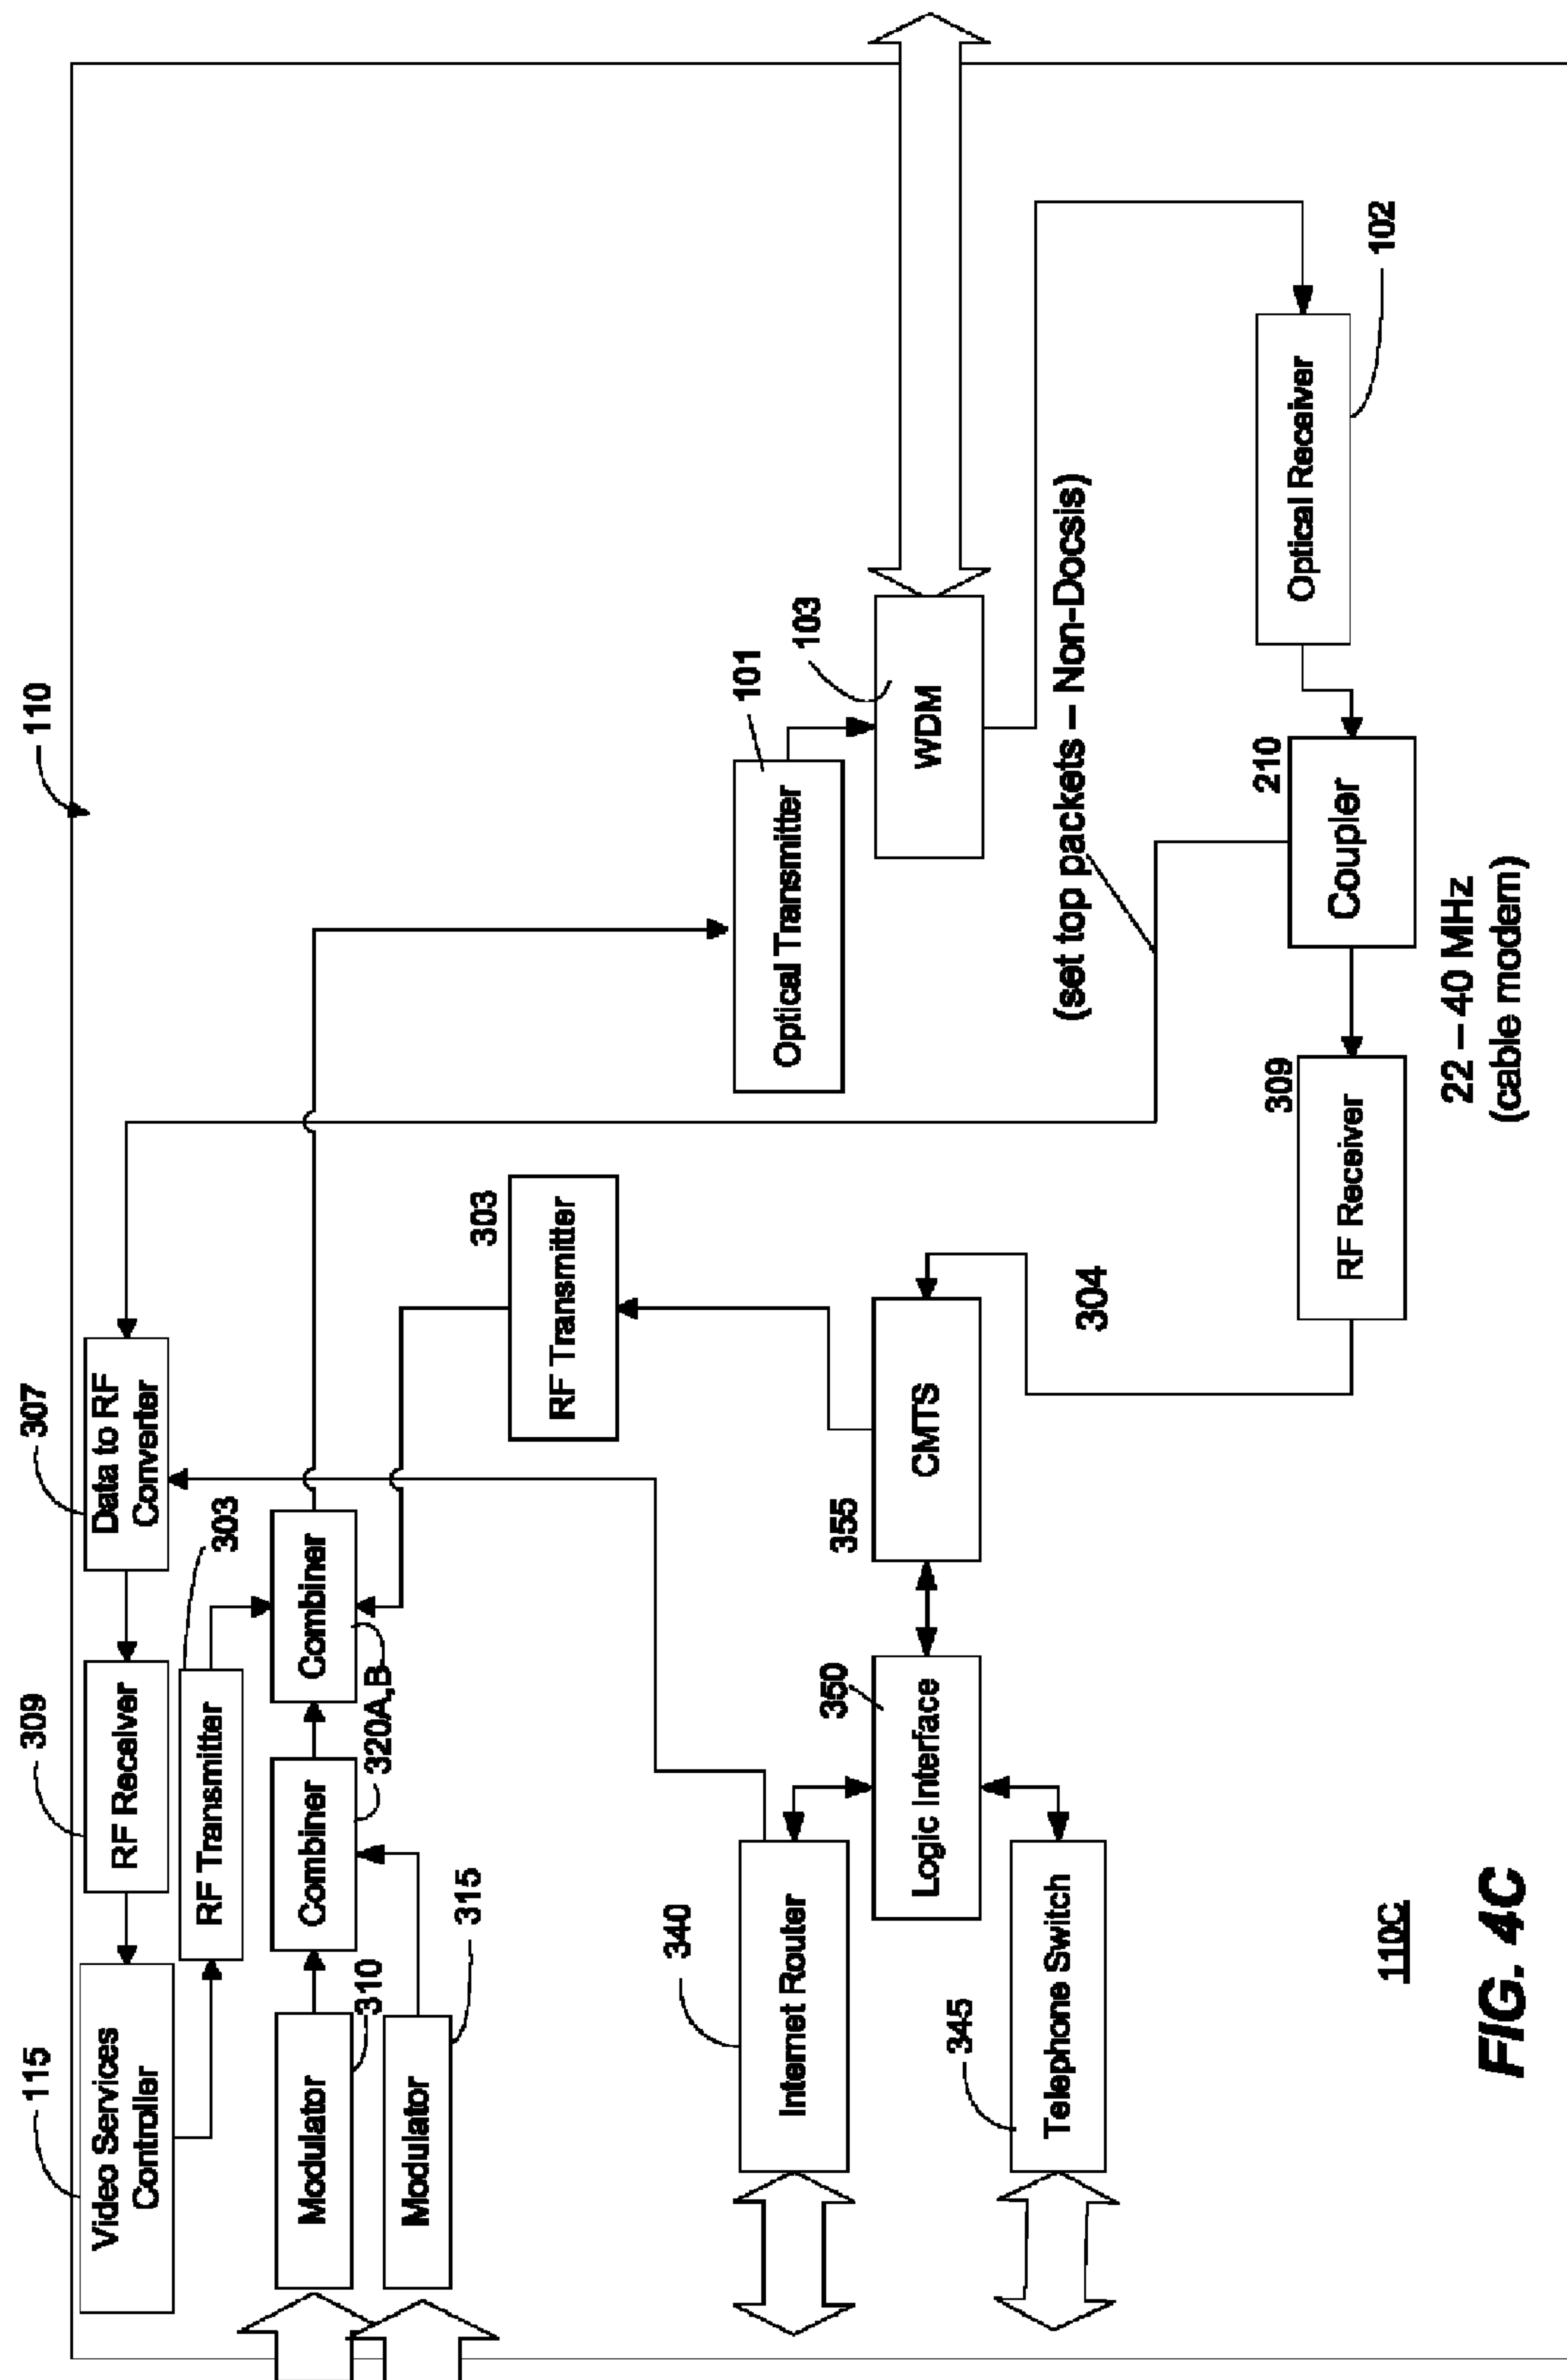 110
115
309
307
Video Services
Controller
RF Receiver
Data to RF
Converter
RF Transmitter
303
Modulator
310
Combiner
Combiner
320A,B
Modulator
315
303
RF Transmitter
101
Optical Transmitter
103
WDM
340
Internet Router
350
Logic Interface
355
CMTS
304
345
Telephone Switch
(set top packets – Non-Docsis)
309
RF Receiver
210
Coupler
Optical Receiver
102
22 – 40 MHz
(cable modem)
110C
FIG. 4C